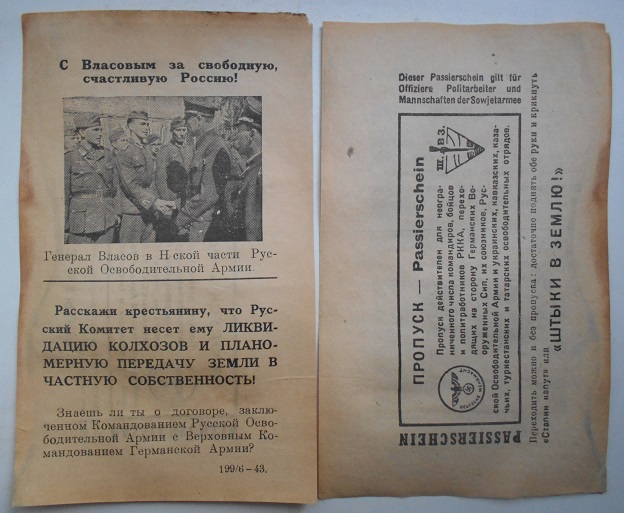 С Власовым за свободную,
счастливую Россию!
Генерал Власов в Н-ской части Рус-
ской Освободительной Армии.
Расскажи крестьянину, что Рус-
ский Комитет несет ему ЛИКВИ-
ДАЦИЮ КОЛХОЗОВ И ПЛАНО-
МЕРНУЮ ПЕРЕДАЧУ ЗЕМЛИ В
ЧАСТНУЮ СОБСТВЕННОСТЬ!
Знаешь ли ты о договоре, заклю-
ченном Командованием Русской Осво-
бодительной Армии с Верховным Ко-
мандованием Германской Армии?
199/6-43.
Dieser Passierschein gilt für
Offiziere Politarbeiter und
Mannschaften der Sowjetarmee
ПРОПУСК — Passierschein
Ш. В З.
Пропуск действителен для неогра-
ниченного числа командиров, бойцов
и политработников РККА, перехо-
дящих на сторону Германских Во-
оруженных Сил, их союзников, Рус-
ской Освободительной Армии и украинских, кавказских, каза-
чьих, туркестанских и татарских освободительных отрядов.
PASSIERSCHEIN
Переходить можно и без пропуска: достаточно поднять обе руки и крикнуть
«Сталин капут» или
«ШТЫКИ В ЗЕМЛЮ!»